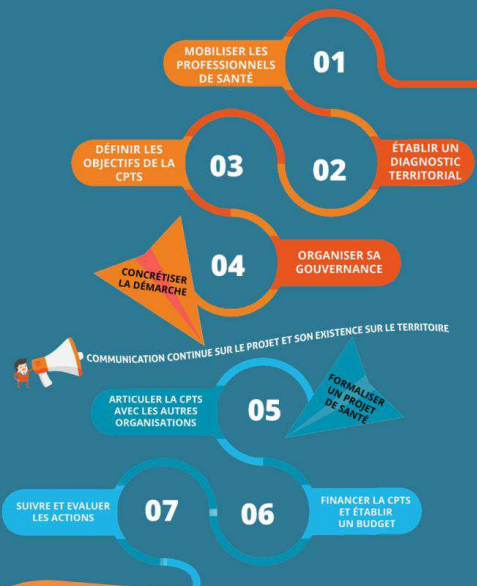 MOBILISER LES
PROFESSIONNELS
DE SANTÉ
01
ÉTABLIR UN
DIAGNOSTIC
TERRITORIAL
02
DÉFINIR LES
OBJECTIFS DE LA
CPTS
03
04
ORGANISER SA
GOUVERNANCE
CONCRÉTISER
LA DÉMARCHE
COMMUNICATION CONTINUE SUR LE PROJET ET SON EXISTENCE SUR LE TERRITOIRE
FORMALISER
UN PROJET
DE SANTÉ
ARTICULER LA CPTS
AVEC LES AUTRES
ORGANISATIONS
05
06
FINANCER LA CPTS
ET ÉTABLIR
UN BUDGET
SUIVRE ET EVALUER
LES ACTIONS
07